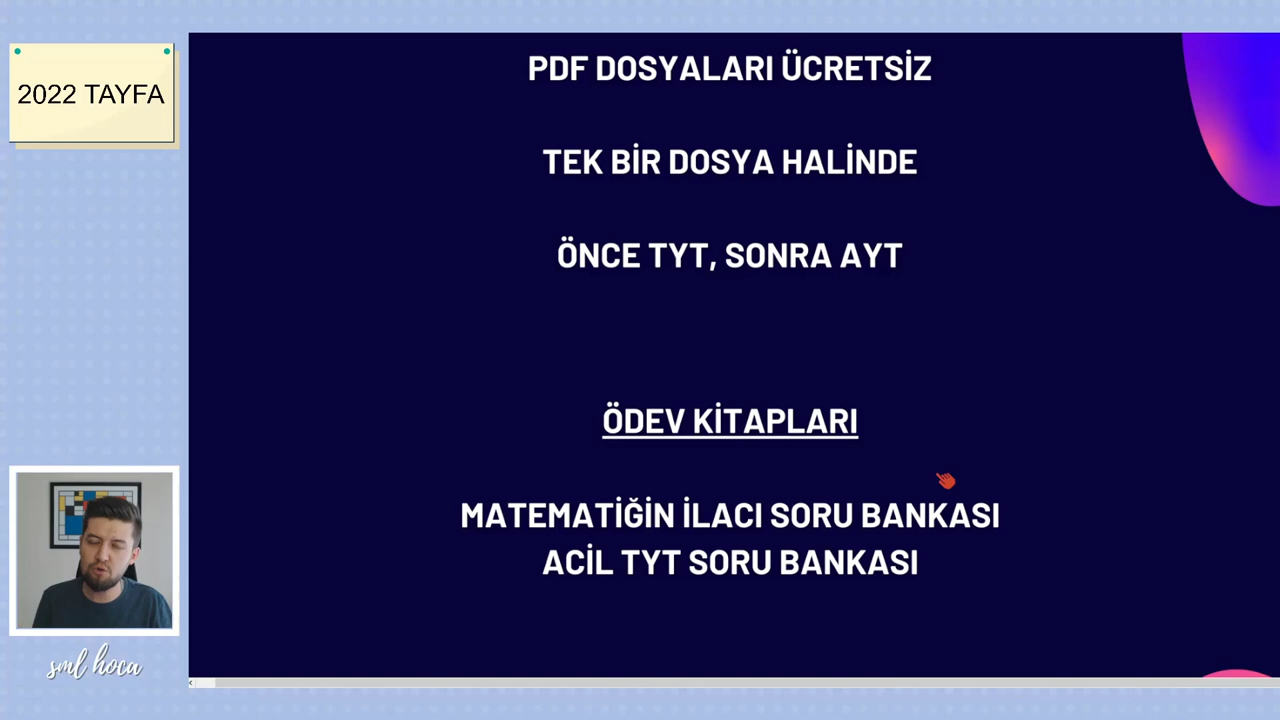 2022 TAYFA
PDF DOSYALARI ÜCRETSİZ
TEK BİR DOSYA HALİNDE
ÖNCE TYT, SONRA AYT
ÖDEV KİTAPLARI
MATEMATİĞİN İLACI SORU BANKASI
ACİL TYT SORU BANKASI
sml hoca